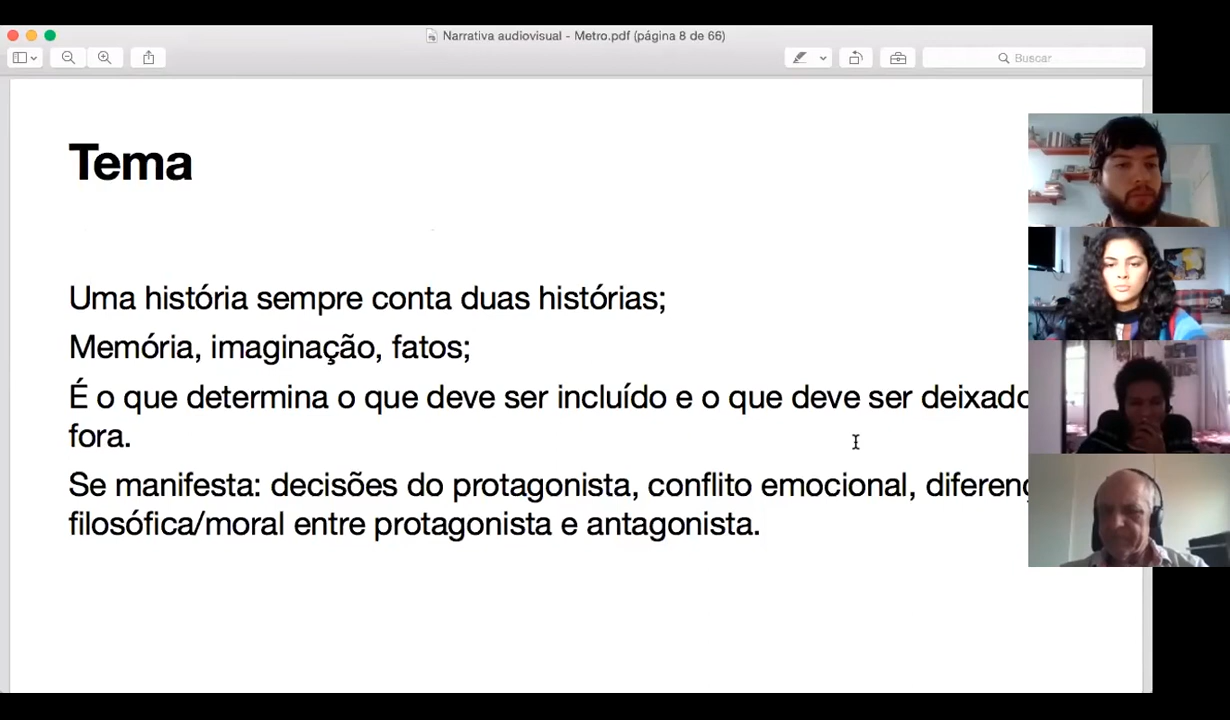 Narrativa audiovisual - Metro.pdf (página 8 de 66)
Buscar
Tema
Uma história sempre conta duas histórias;
Memória, imaginação, fatos;
É o que determina o que deve ser incluído e o que deve ser
fora.
Se manifesta: decisões do protagonista, conflito emocional,
filosófica/moral entre protagonista e antagonista.